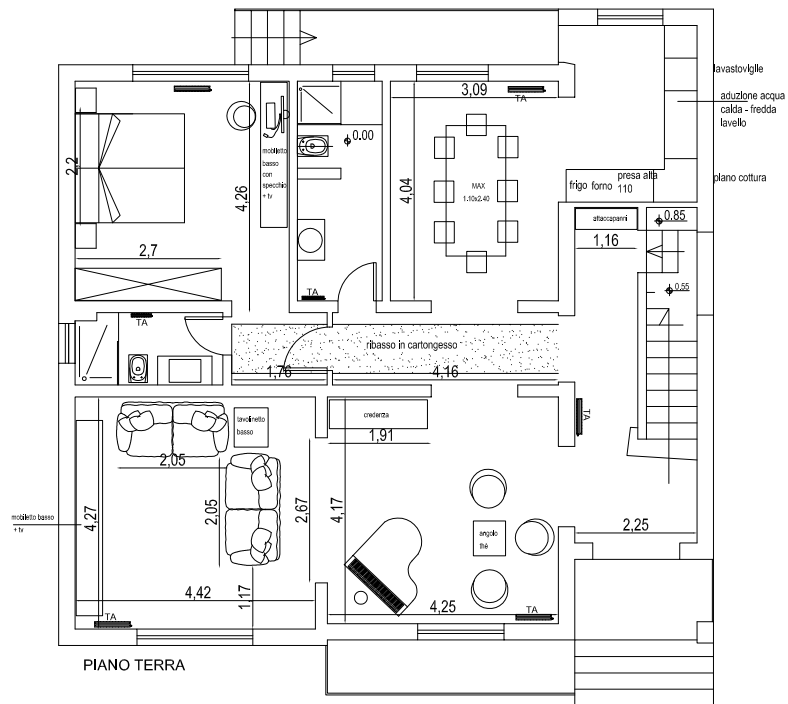 lavastoviglie
aduzione acqua
calda - fredda
lavello
3,09
TA
0.00
mobiletto
basso
con
specchio
+ tv
2,2
4,26
4,04
MAX
1.10x2.40
presa alta
frigo forno 110
plano cottura
attaccapanni
0.85
1,16
2,7
0,55
TA
TA
ribasso in cartongesso
1,76
4,16
tavolinetto
basso
credenza
TA
1,91
2,05
4,27
2,05
2,67
4,17
mobiletto basso
+ tv
angolo
thé
2,25
4,42
1,17
4,25
TA
TA
PIANO TERRA